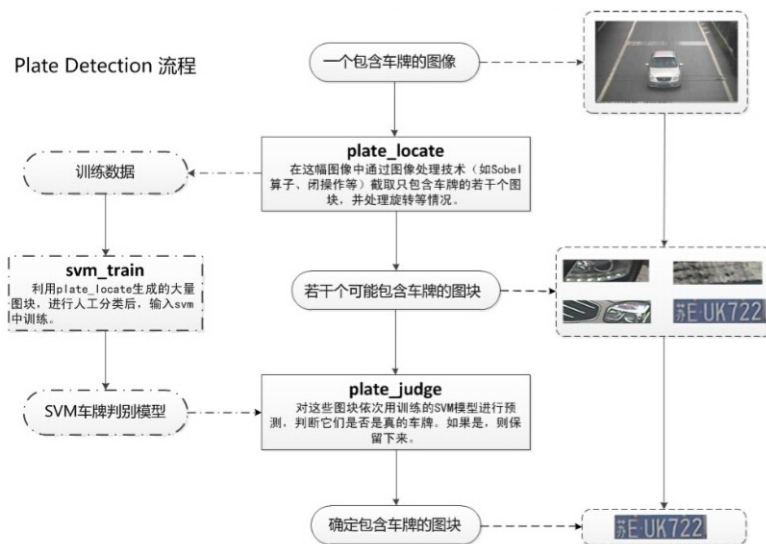 Plate Detection 流程
一个包含车牌的图像
plate_locate
在这幅图像中通过图像处理技术（如Sobel
算子、闭操作等）截取只包含车牌的若干个图
块，并处理旋转等情况。
训练数据
svm_train
利用plate_locate生成的大量
图块，进行人工分类后，输入svm
中训练。
若干个可能包含车牌的图块
苏E·UK722
SVM车牌判别模型
plate_judge
对这些图块依次用训练的SVM模型进行预
测，判断它们是否是真的车牌。如果是，则保
留下来。
确定包含车牌的图块
苏E·UK722